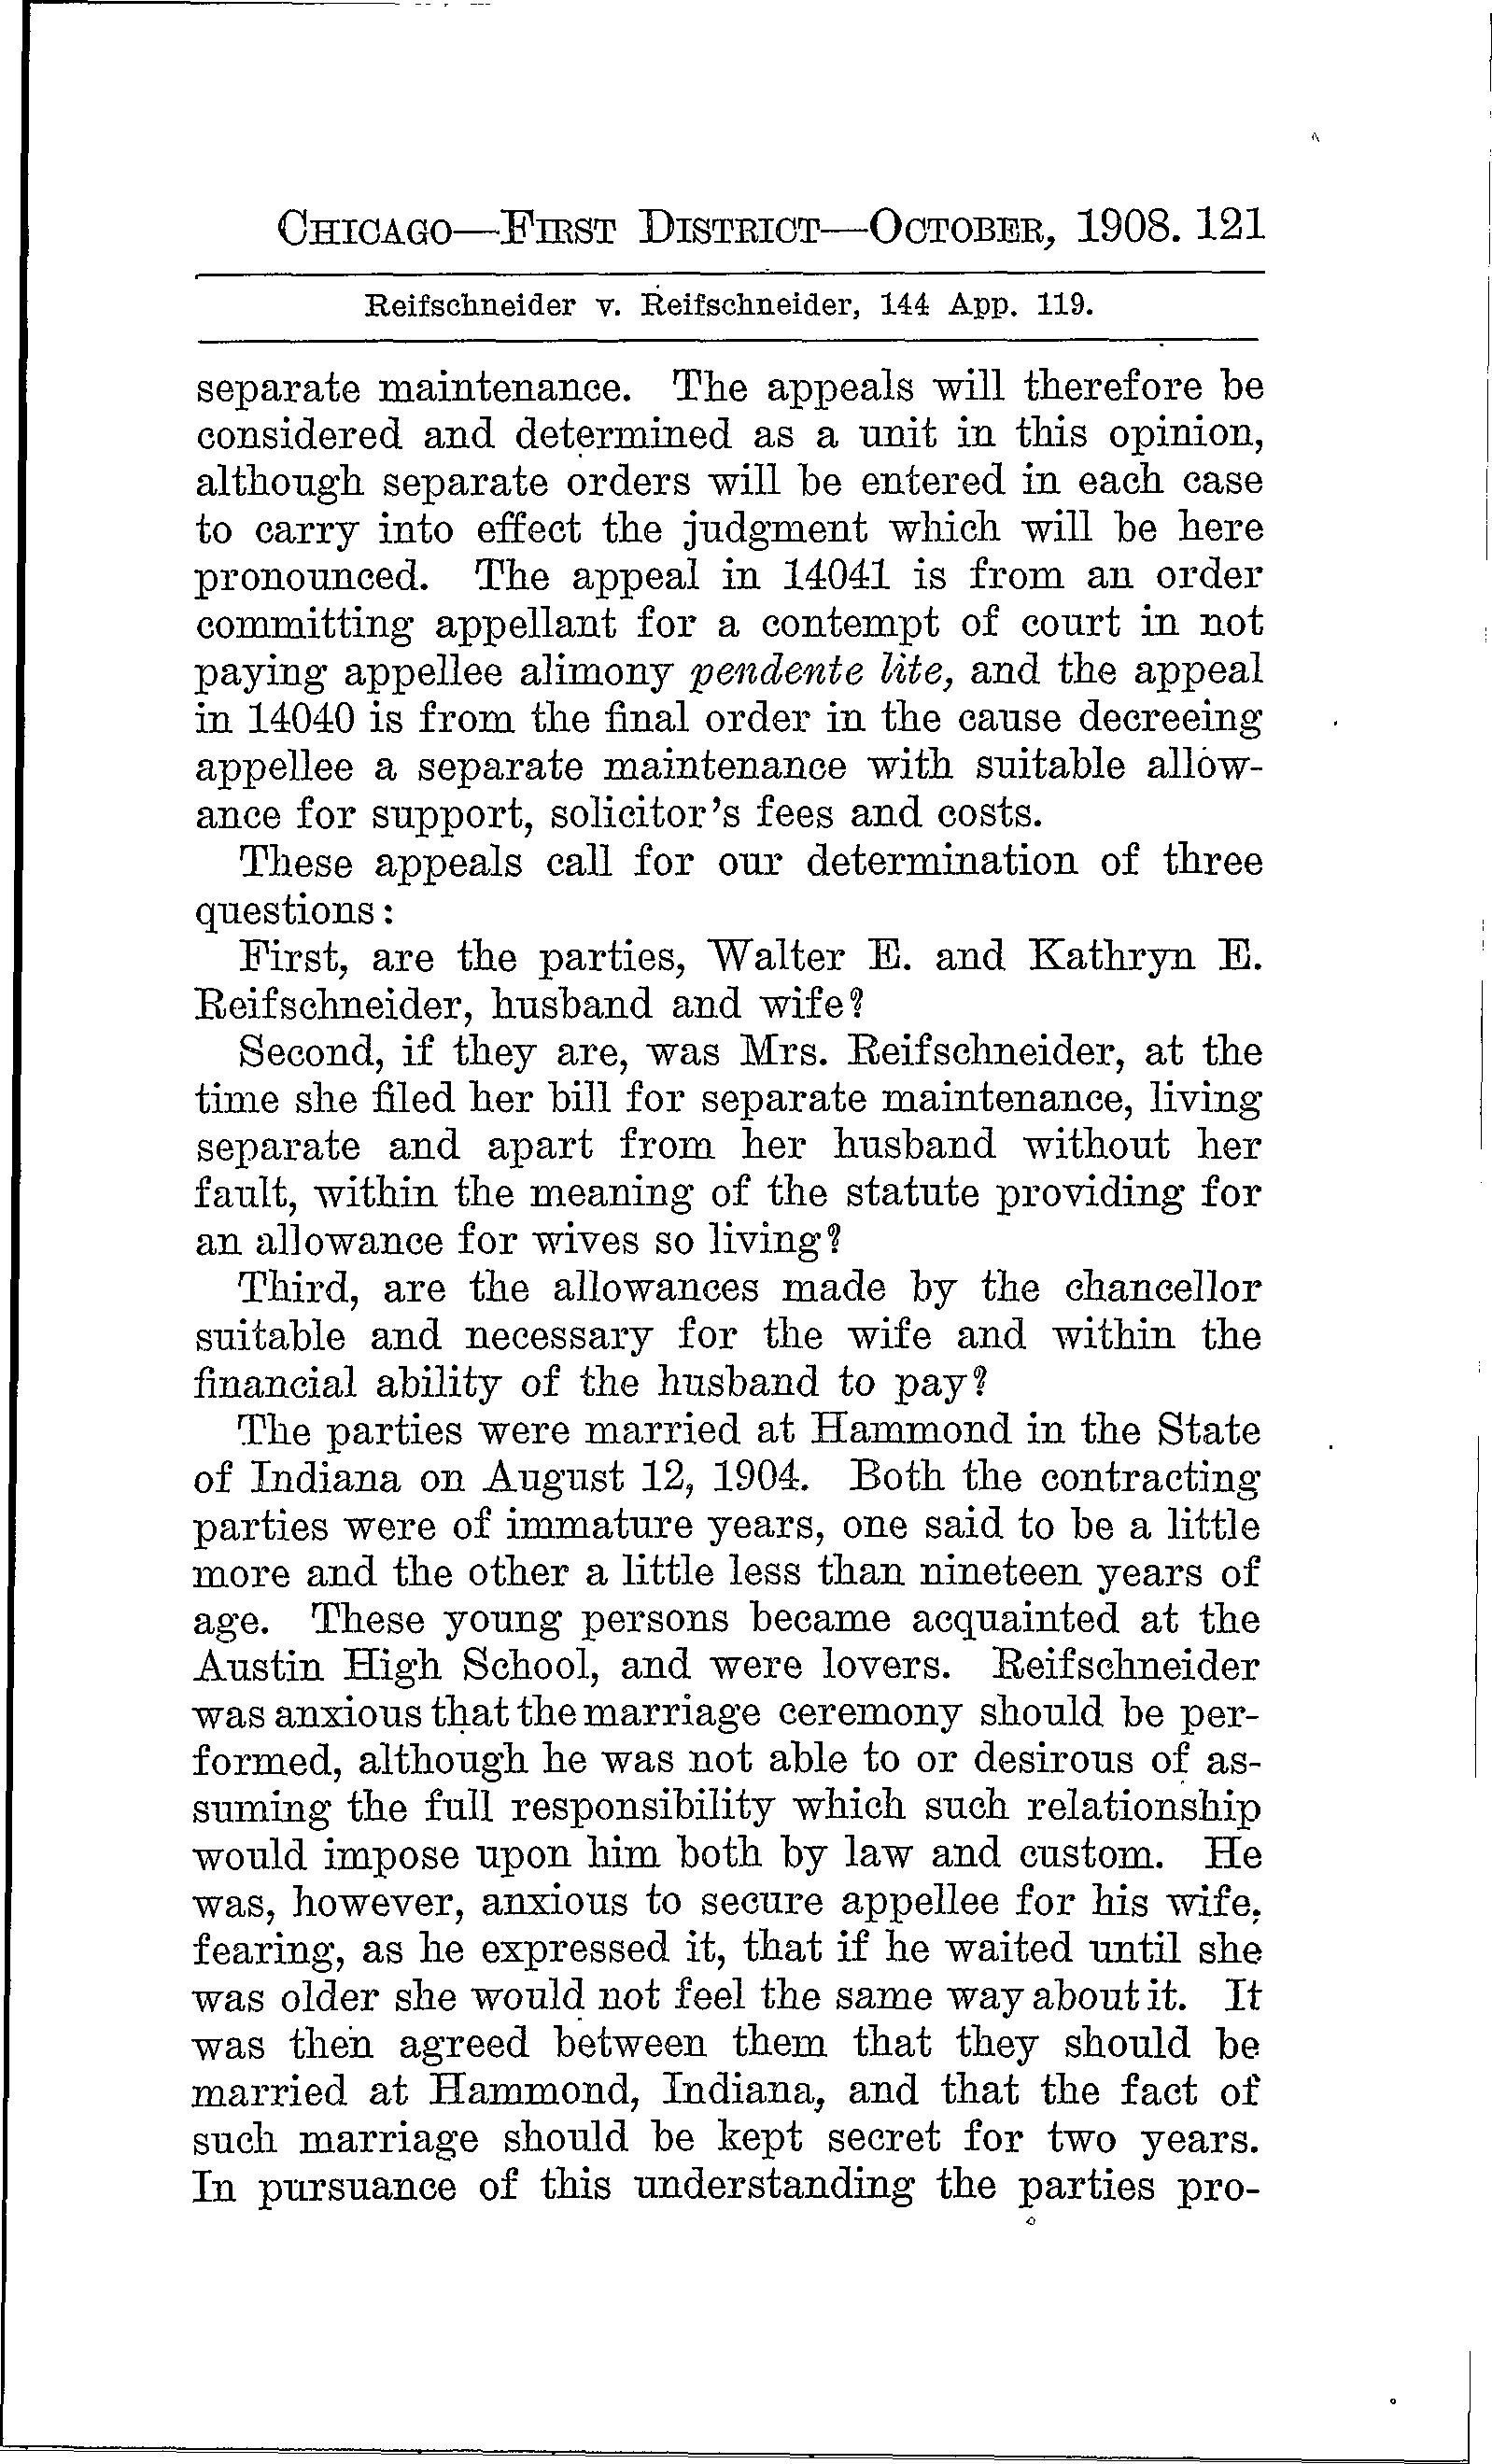 CHICAGO—FIRST DISTRICT—OCTOBER, 1908. 121
Reifschneider v. Reifschneider, 144 App. 119.
separate maintenance. The appeals will therefore be
considered and determined as a unit in this opinion,
although separate orders will be entered in each case
to carry into effect the judgment which will be here
pronounced. The appeal in 14041 is from an order
committing appellant for a contempt of court in not
paying appellee alimony pendente lite, and the appeal
in 14040 is from the final order in the cause decreeing
appellee a separate maintenance with suitable allow-
ance for support, solicitor's fees and costs.
These appeals call for our determination of three
questions:
First, are the parties, Walter E. and Kathryn E.
Reifschneider, husband and wife?
Second, if they are, was Mrs. Reifschneider, at the
time she filed her bill for separate maintenance, living
separate and apart from her husband without her
fault, within the meaning of the statute providing for
an allowance for wives so living?
Third, are the allowances made by the chancellor
suitable and necessary for the wife and within the
financial ability of the husband to pay?
The parties were married at Hammond in the State
of Indiana on August 12, 1904. Both the contracting
parties were of immature years, one said to be a little
more and the other a little less than nineteen years of
age. These young persons became acquainted at the
Austin High School, and were lovers. Reifschneider
was anxious that the marriage ceremony should be per-
formed, although he was not able to or desirous of as-
suming the full responsibility which such relationship
would impose upon him both by law and custom. He
was, however, anxious to secure appellee for his wife,
fearing, as he expressed it, that if he waited until she
was older she would not feel the same way about it. It
was then agreed between them that they should be
married at Hammond, Indiana, and that the fact of
such marriage should be kept secret for two years.
In pursuance of this understanding the parties pro-